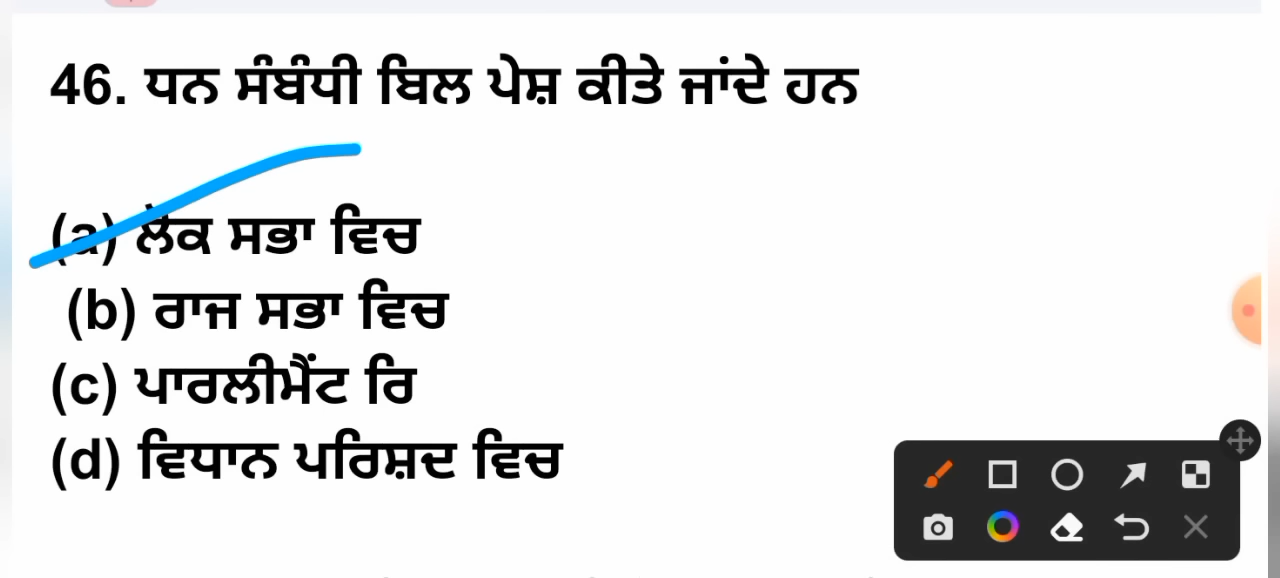 46. ਧਨ ਸੰਬੰਧੀ ਬਿਲ ਪੇਸ਼ ਕੀਤੇ ਜਾਂਦੇ ਹਨ
(a) ਲੋਕ ਸਭਾ ਵਿਚ
(b) ਰਾਜ ਸਭਾ ਵਿਚ
(c) ਪਾਰਲੀਮੈਂਟ ਰਿ
(d) ਵਿਧਾਨ ਪਰਿਸ਼ਦ ਵਿਚ